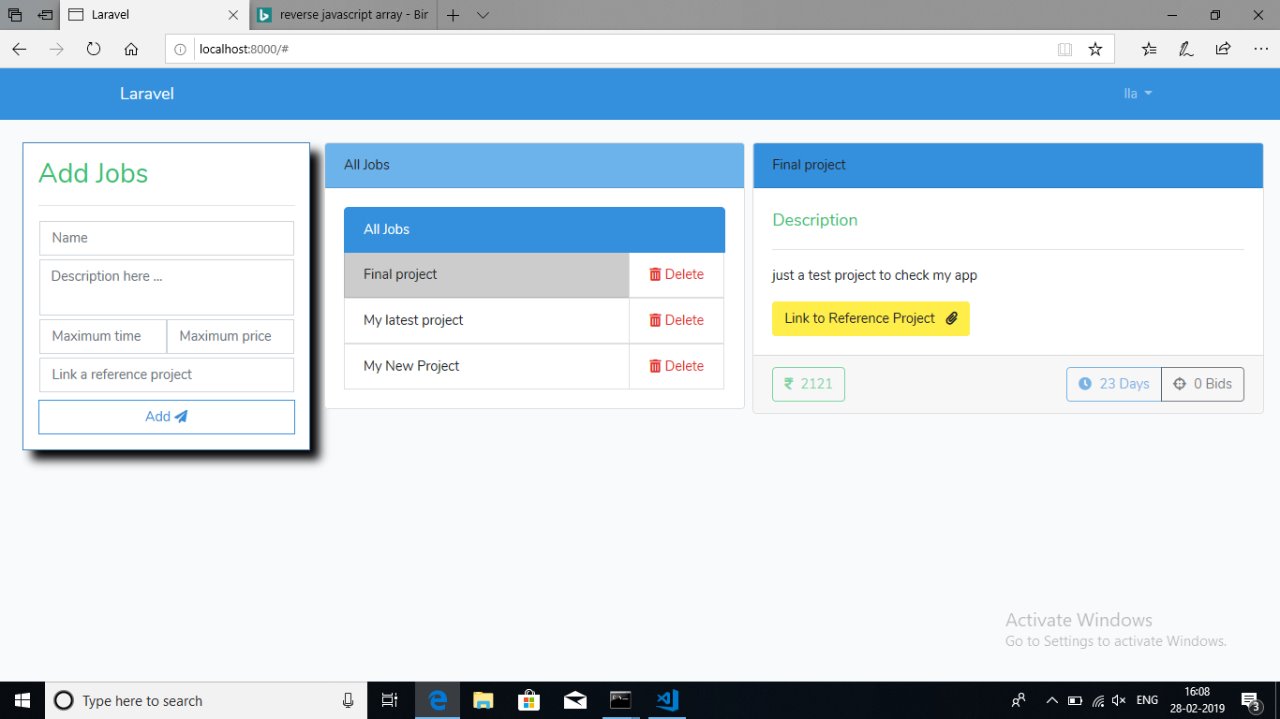 Laravel
reverse javascript array - Bir
localhost:8000/#
Laravel
lla
Add Jobs
Name
Description here ...
Maximum time
Maximum price
Link a reference project
Add
All Jobs
All Jobs
Final project
Delete
My latest project
Delete
My New Project
Delete
Final project
Description
just a test project to check my app
Link to Reference Project
₹ 2121
23 Days
0 Bids
Activate Windows
Go to Settings to activate Windows.
Type here to search
ENG
16:08
28-02-2019
3